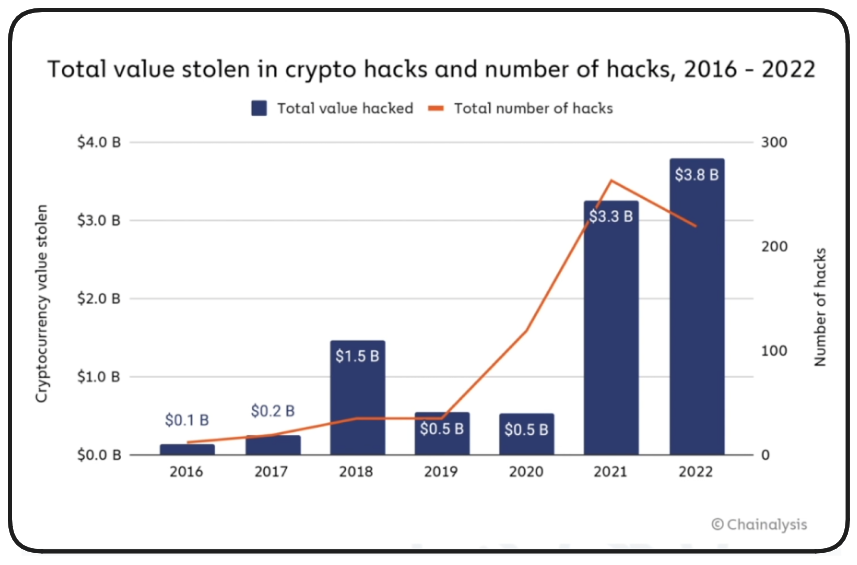 Total value stolen in crypto hacks and number of hacks, 2016 - 2022
Total value hacked
Total number of hacks
$4.0 B
$3.0 B
$2.0 B
$1.0 B
$0.0 B
Cryptocurrency value stolen
$0.1 B
$0.2 B
$1.5 B
$0.5 B
$0.5 B
$3.3 B
$3.8 B
300
200
100
0
Number of hacks
2016 2017 2018 2019 2020 2021 2022
© Chainalysis